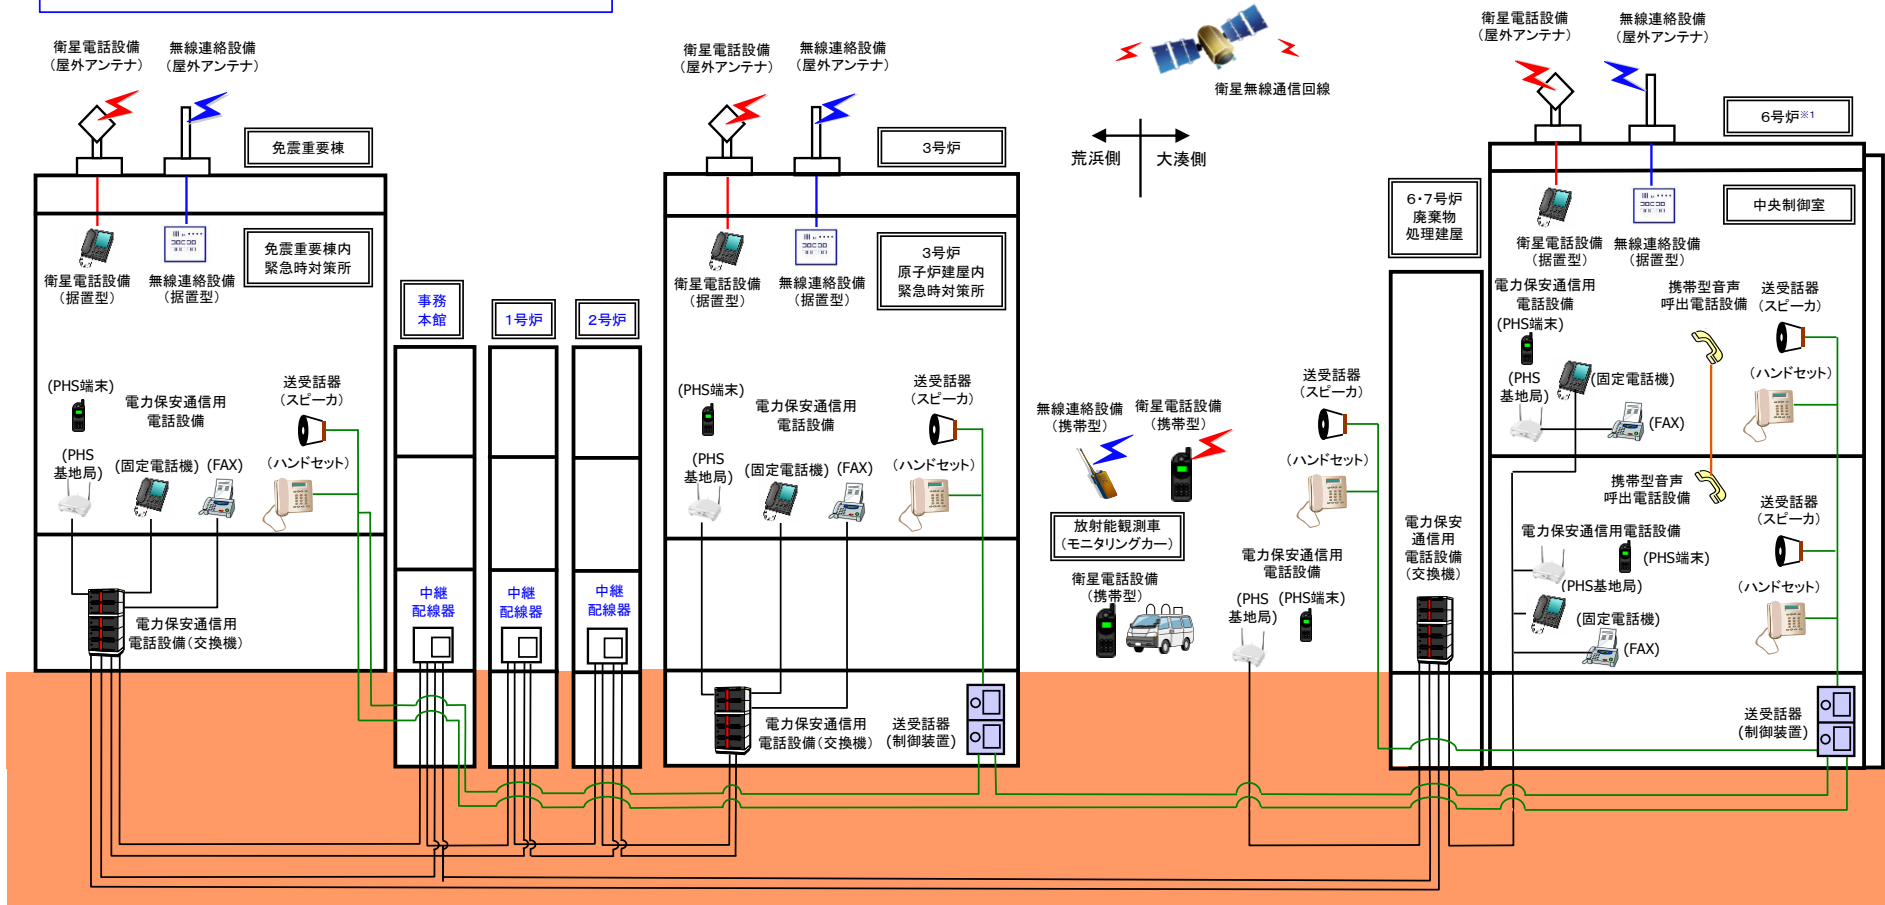 衛星電話設備
(屋外アンテナ)
無線連絡設備
(屋外アンテナ)
免震重要棟
免震重要棟内
緊急時対策所
衛星電話設備
(据置型)
無線連絡設備
(据置型)
(PHS端末)
電力保安通信用
電話設備
送受話器
(スピーカ)
(PHS
基地局)
(固定電話機)
(FAX)
(ハンドセット)
電力保安通信用
電話設備(交換機)
事務
本館
1号炉
2号炉
中継
配線器
中継
配線器
中継
配線器
衛星電話設備
(屋外アンテナ)
無線連絡設備
(屋外アンテナ)
3号炉
3号炉
原子炉建屋内
緊急時対策所
衛星電話設備
(据置型)
無線連絡設備
(据置型)
(PHS端末)
電力保安通信用
電話設備
送受話器
(スピーカ)
(PHS
基地局)
(固定電話機)
(FAX)
(ハンドセット)
電力保安通信用
電話設備(交換機)
送受話器
(制御装置)
衛星無線通信回線
荒浜側
大湊側
無線連絡設備
(携帯型)
衛星電話設備
(携帯型)
放射能観測車
(モニタリングカー)
衛星電話設備
(携帯型)
送受話器
(スピーカ)
(ハンドセット)
電力保安通信用
電話設備
(PHS
基地局)
(PHS端末)
6・7号炉
廃棄物
処理建屋
電力保安
通信用
電話設備
(交換機)
衛星電話設備
(屋外アンテナ)
無線連絡設備
(屋外アンテナ)
6号炉※1
中央制御室
衛星電話設備
(据置型)
無線連絡設備
(据置型)
電力保安通信用
電話設備
(PHS端末)
携帯型音声
呼出電話設備
送受話器
(スピーカ)
(PHS
基地局)
(固定電話機)
(FAX)
(ハンドセット)
携帯型音声
呼出電話設備
送受話器
(スピーカ)
電力保安通信用電話設備
(PHS端末)
(PHS基地局)
(ハンドセット)
(固定電話機)
(FAX)
送受話器
(制御装置)